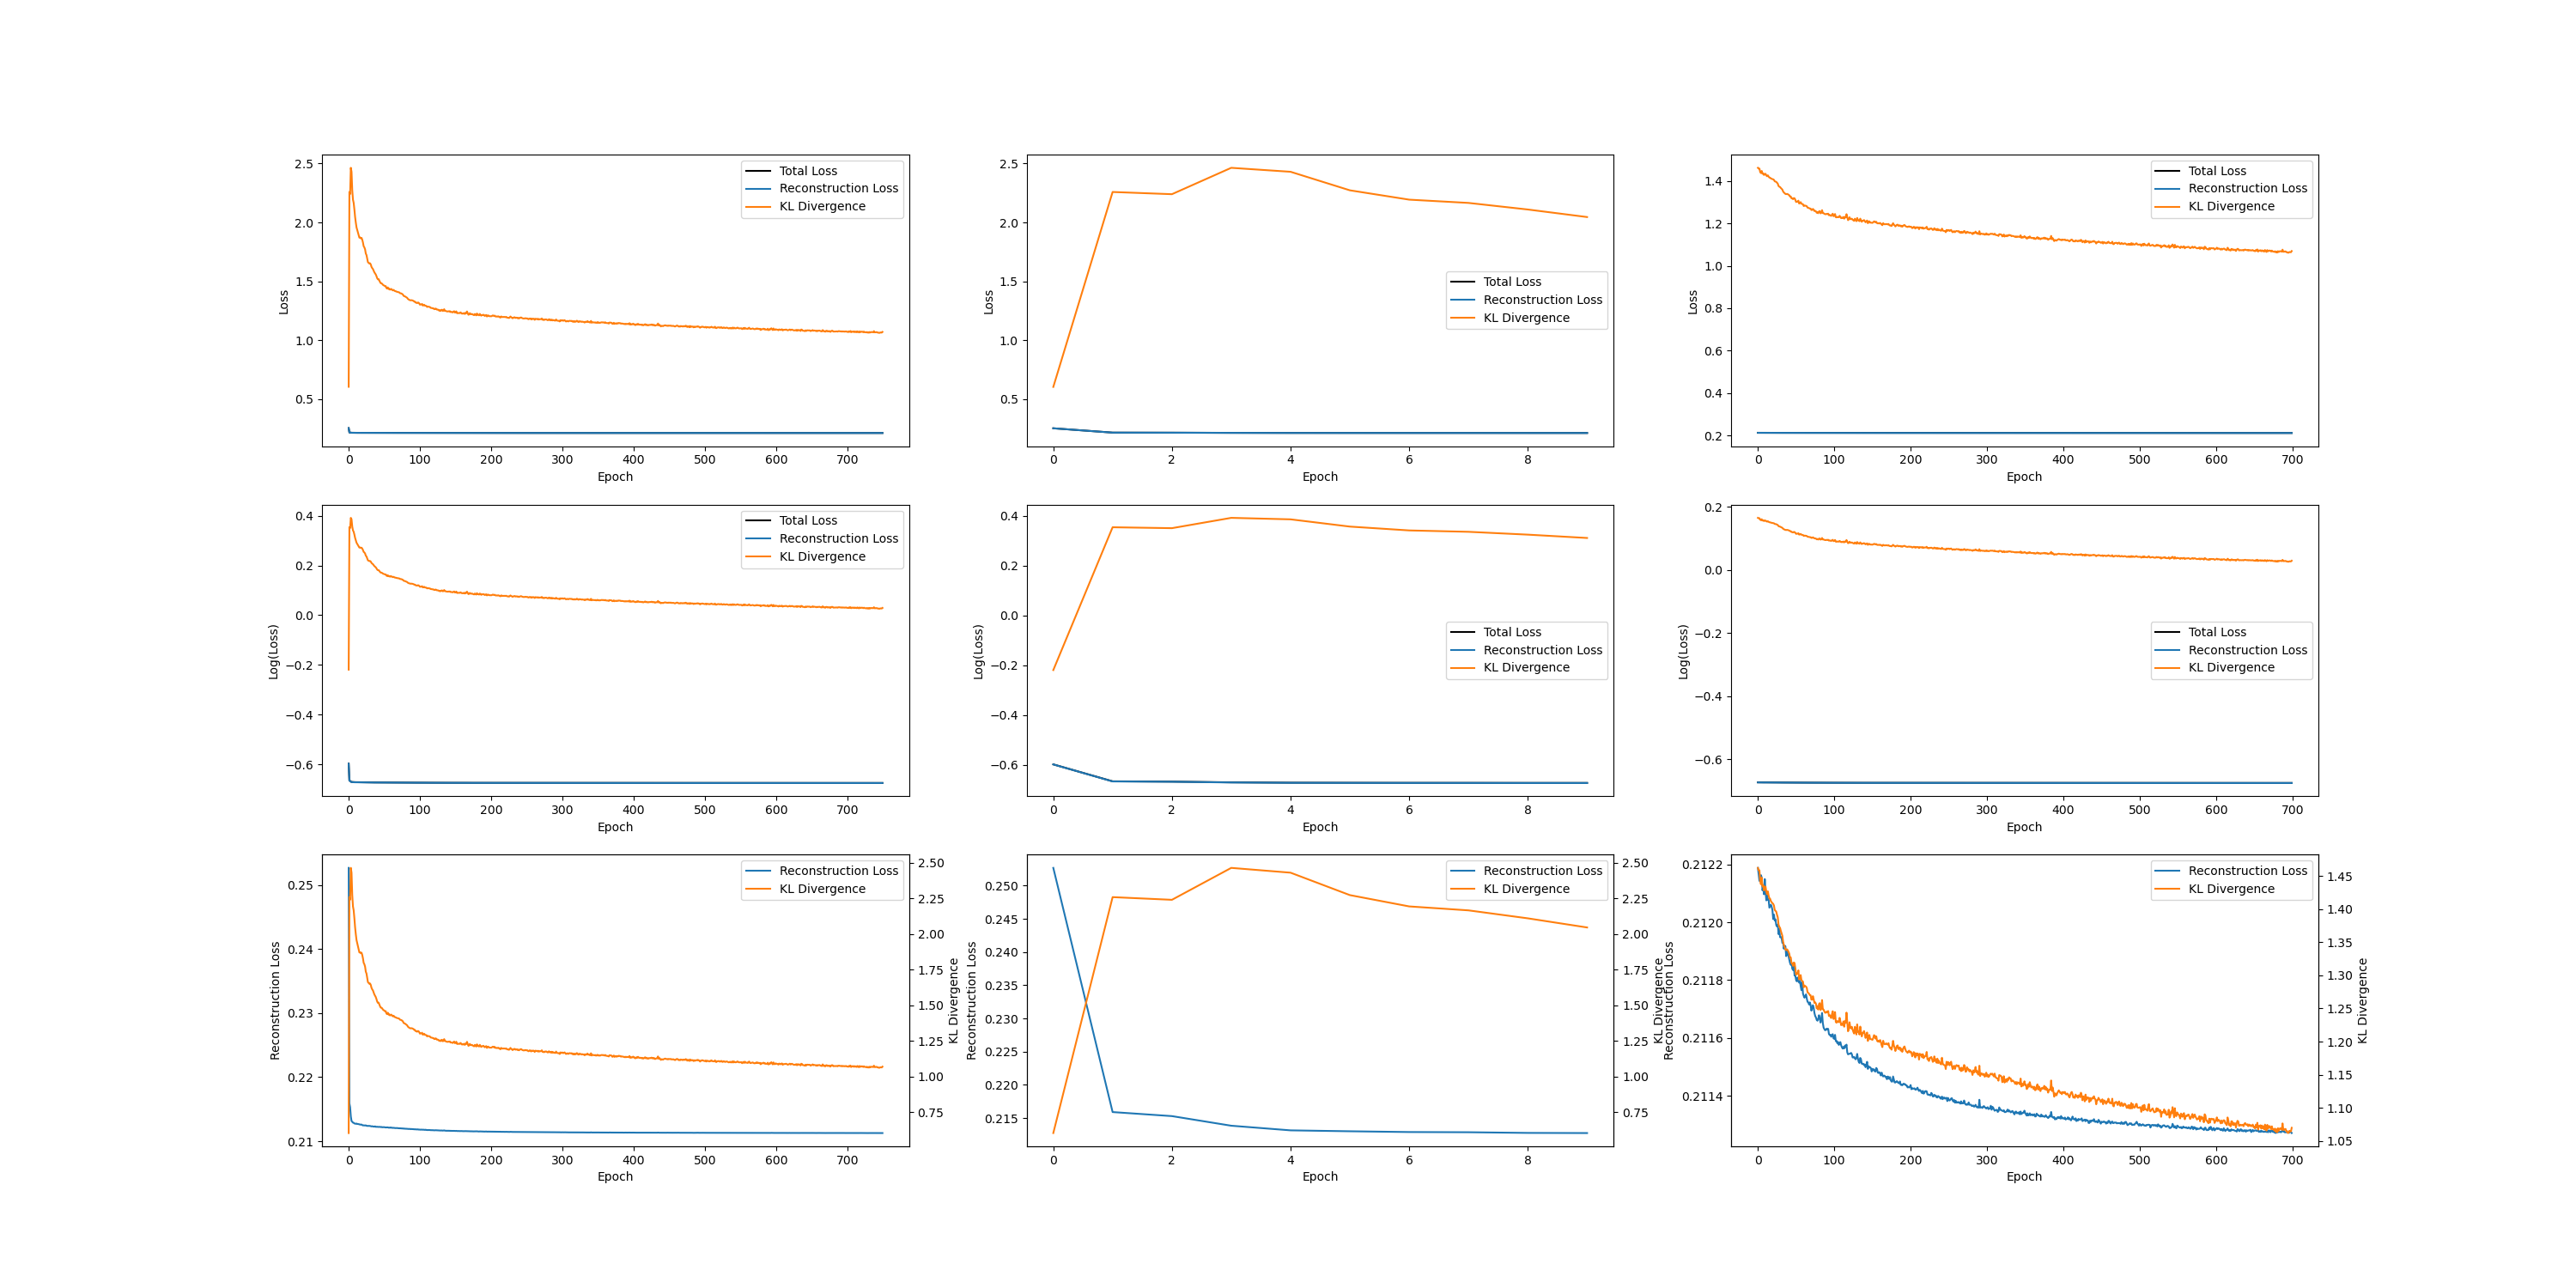 2.5
2.0
1.5
1.0
0.5
Loss
0 100 200 300 400 500 600 700
Epoch
Total Loss
Reconstruction Loss
KL Divergence
2.5
2.0
1.5
1.0
0.5
Loss
0 2 4 6 8
Epoch
Total Loss
Reconstruction Loss
KL Divergence
1.4
1.2
1.0
0.8
0.6
0.4
0.2
Loss
0 100 200 300 400 500 600 700
Epoch
Total Loss
Reconstruction Loss
KL Divergence
0.4
0.2
0.0
−0.2
−0.4
−0.6
Log(Loss)
0 100 200 300 400 500 600 700
Epoch
Total Loss
Reconstruction Loss
KL Divergence
0.4
0.2
0.0
−0.2
−0.4
−0.6
Log(Loss)
0 2 4 6 8
Epoch
Total Loss
Reconstruction Loss
KL Divergence
0.2
0.0
−0.2
−0.4
−0.6
Log(Loss)
0 100 200 300 400 500 600 700
Epoch
Total Loss
Reconstruction Loss
KL Divergence
0.25
0.24
0.23
0.22
0.21
Reconstruction Loss
0 100 200 300 400 500 600 700
Epoch
Reconstruction Loss
KL Divergence
2.50
2.25
2.00
1.75
1.50
1.25
1.00
0.75
KL Divergence
0.250
0.245
0.240
0.235
0.230
0.225
0.220
0.215
Reconstruction Loss
0 2 4 6 8
Epoch
Reconstruction Loss
KL Divergence
2.50
2.25
2.00
1.75
1.50
1.25
1.00
0.75
KL Divergence
0.2122
0.2120
0.2118
0.2116
0.2114
Reconstruction Loss
0 100 200 300 400 500 600 700
Epoch
Reconstruction Loss
KL Divergence
1.45
1.40
1.35
1.30
1.25
1.20
1.15
1.10
1.05
KL Divergence